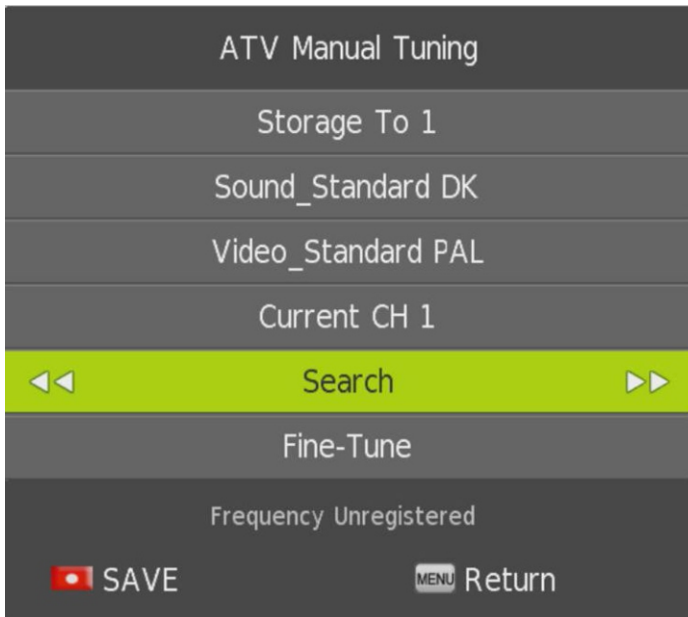 ATV Manual Tuning
Storage To 1
Sound_Standard DK
Video_Standard PAL
Current CH 1
Search
Fine-Tune
Frequency Unregistered
SAVE MENU Return